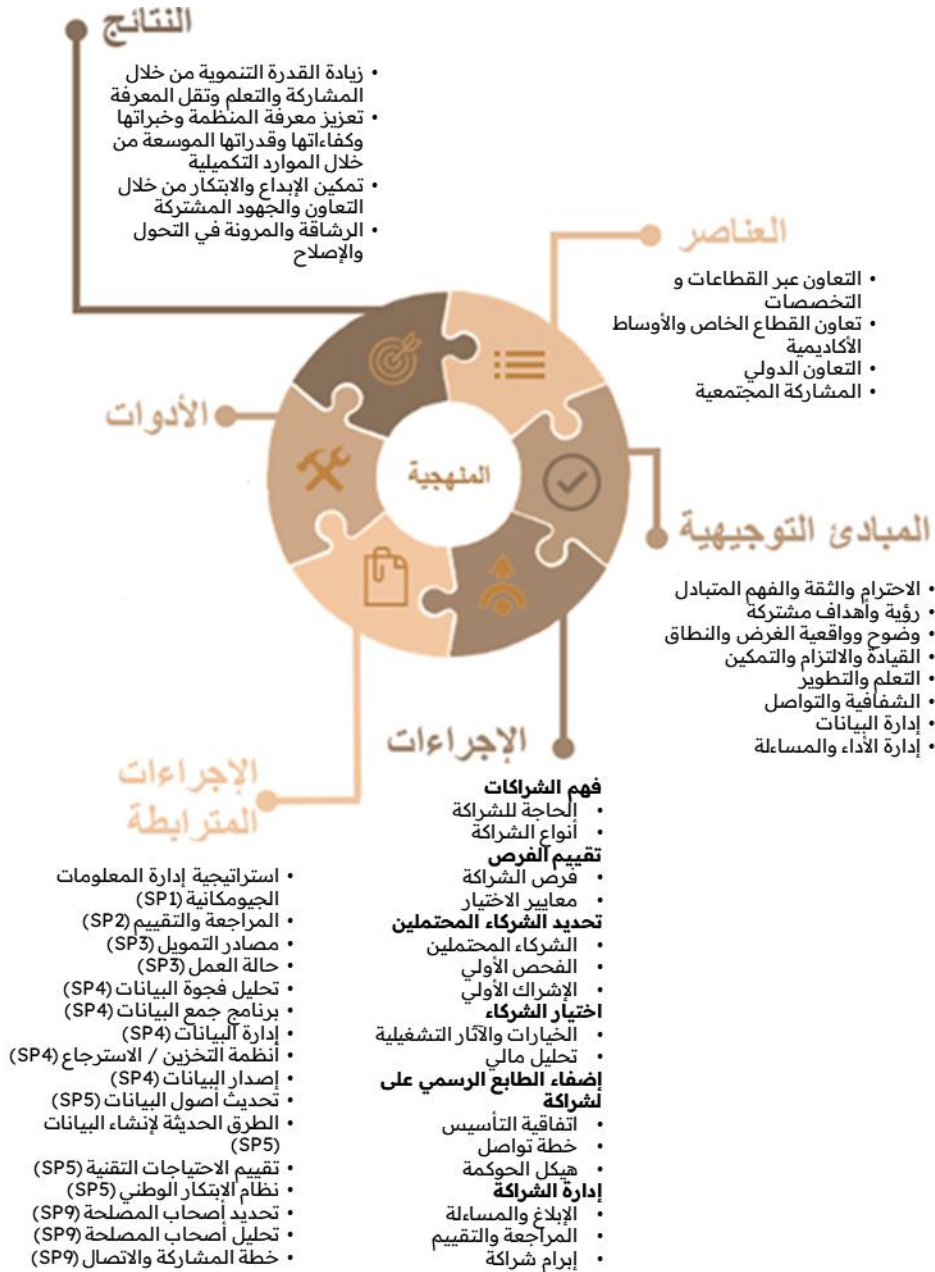 النتائج
• زيادة القدرة التنموية من خلال
المشاركة والتعلم ونقل المعرفة
• تعزيز معرفة المنظمة وخبراتها
وكفاءاتها وقدراتها الموسعة من
خلال الموارد التكميلية
• تمكين الإبداع والابتكار من خلال
التعاون والجهود المشتركة
• الرشاقة والمرونة في التحول
والإصلاح
العناصر
• التعاون عبر القطاعات و
التخصصات
• تعاون القطاع الخاص والأوساط
الأكاديمية
• التعاون الدولي
• المشاركة المجتمعية
الأدوات
المنهجية
المبادئ التوجيهية
• الاحترام والثقة والفهم المتبادل
• رؤية وأهداف مشتركة
• وضوح وواقعية الغرض والنطاق
• القيادة والالتزام والتمكين
• التعلم والتطوير
• الشفافية والتواصل
• إدارة البيانات
• إدارة الأداء والمساءلة
الإجراءات
فهم الشراكات
• الحاجة للشراكة
• أنواع الشراكة
تقييم الفرص
• فرص الشراكة
• معايير الاختيار
تحديد الشركاء المحتملين
• الشركاء المحتملين
• الفحص الأولي
• الإشراك الأولي
اختيار الشركاء
• الخيارات والآثار التشغيلية
• تحليل مالي
إضفاء الطابع الرسمي على
لشراكة
• اتفاقية التأسيس
• خطة تواصل
• هيكل الحوكمة
إدارة الشراكة
• الإبلاغ والمساءلة
• المراجعة والتقييم
• إبرام شراكة
الإجراءات
المترابطة
• استراتيجية إدارة المعلومات
الجيومكانية (SP1)
• المراجعة والتقييم (SP2)
• مصادر التمويل (SP3)
• حالة العمل (SP3)
• تحليل فجوة البيانات (SP4)
• برنامج جمع البيانات (SP4)
• إدارة البيانات (SP4)
• انظمة التخزين / الاسترجاع (SP4)
• إصدار البيانات (SP4)
• تحديث أصول البيانات (SP5)
• الطرق الحديثة لإنشاء البيانات
(SP5)
• تقييم الاحتياجات التقنية (SP5)
• نظام الابتكار الوطني (SP5)
• تحديد أصحاب المصلحة (SP9)
• تحليل أصحاب المصلحة (SP9)
• خطة المشاركة والاتصال (SP9)